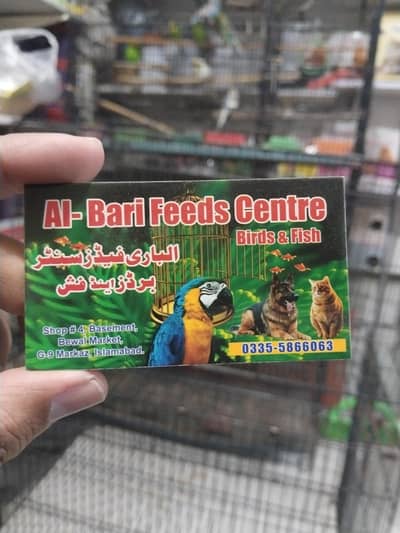 Al- Bari Feeds Centre
Birds & Fish
الباری فیڈز سنٹر
برڈز اینڈ فش
Shop # 4, Basement,
Bewal Market,
G-9 Markaz, Islamabad.
0335-5866063